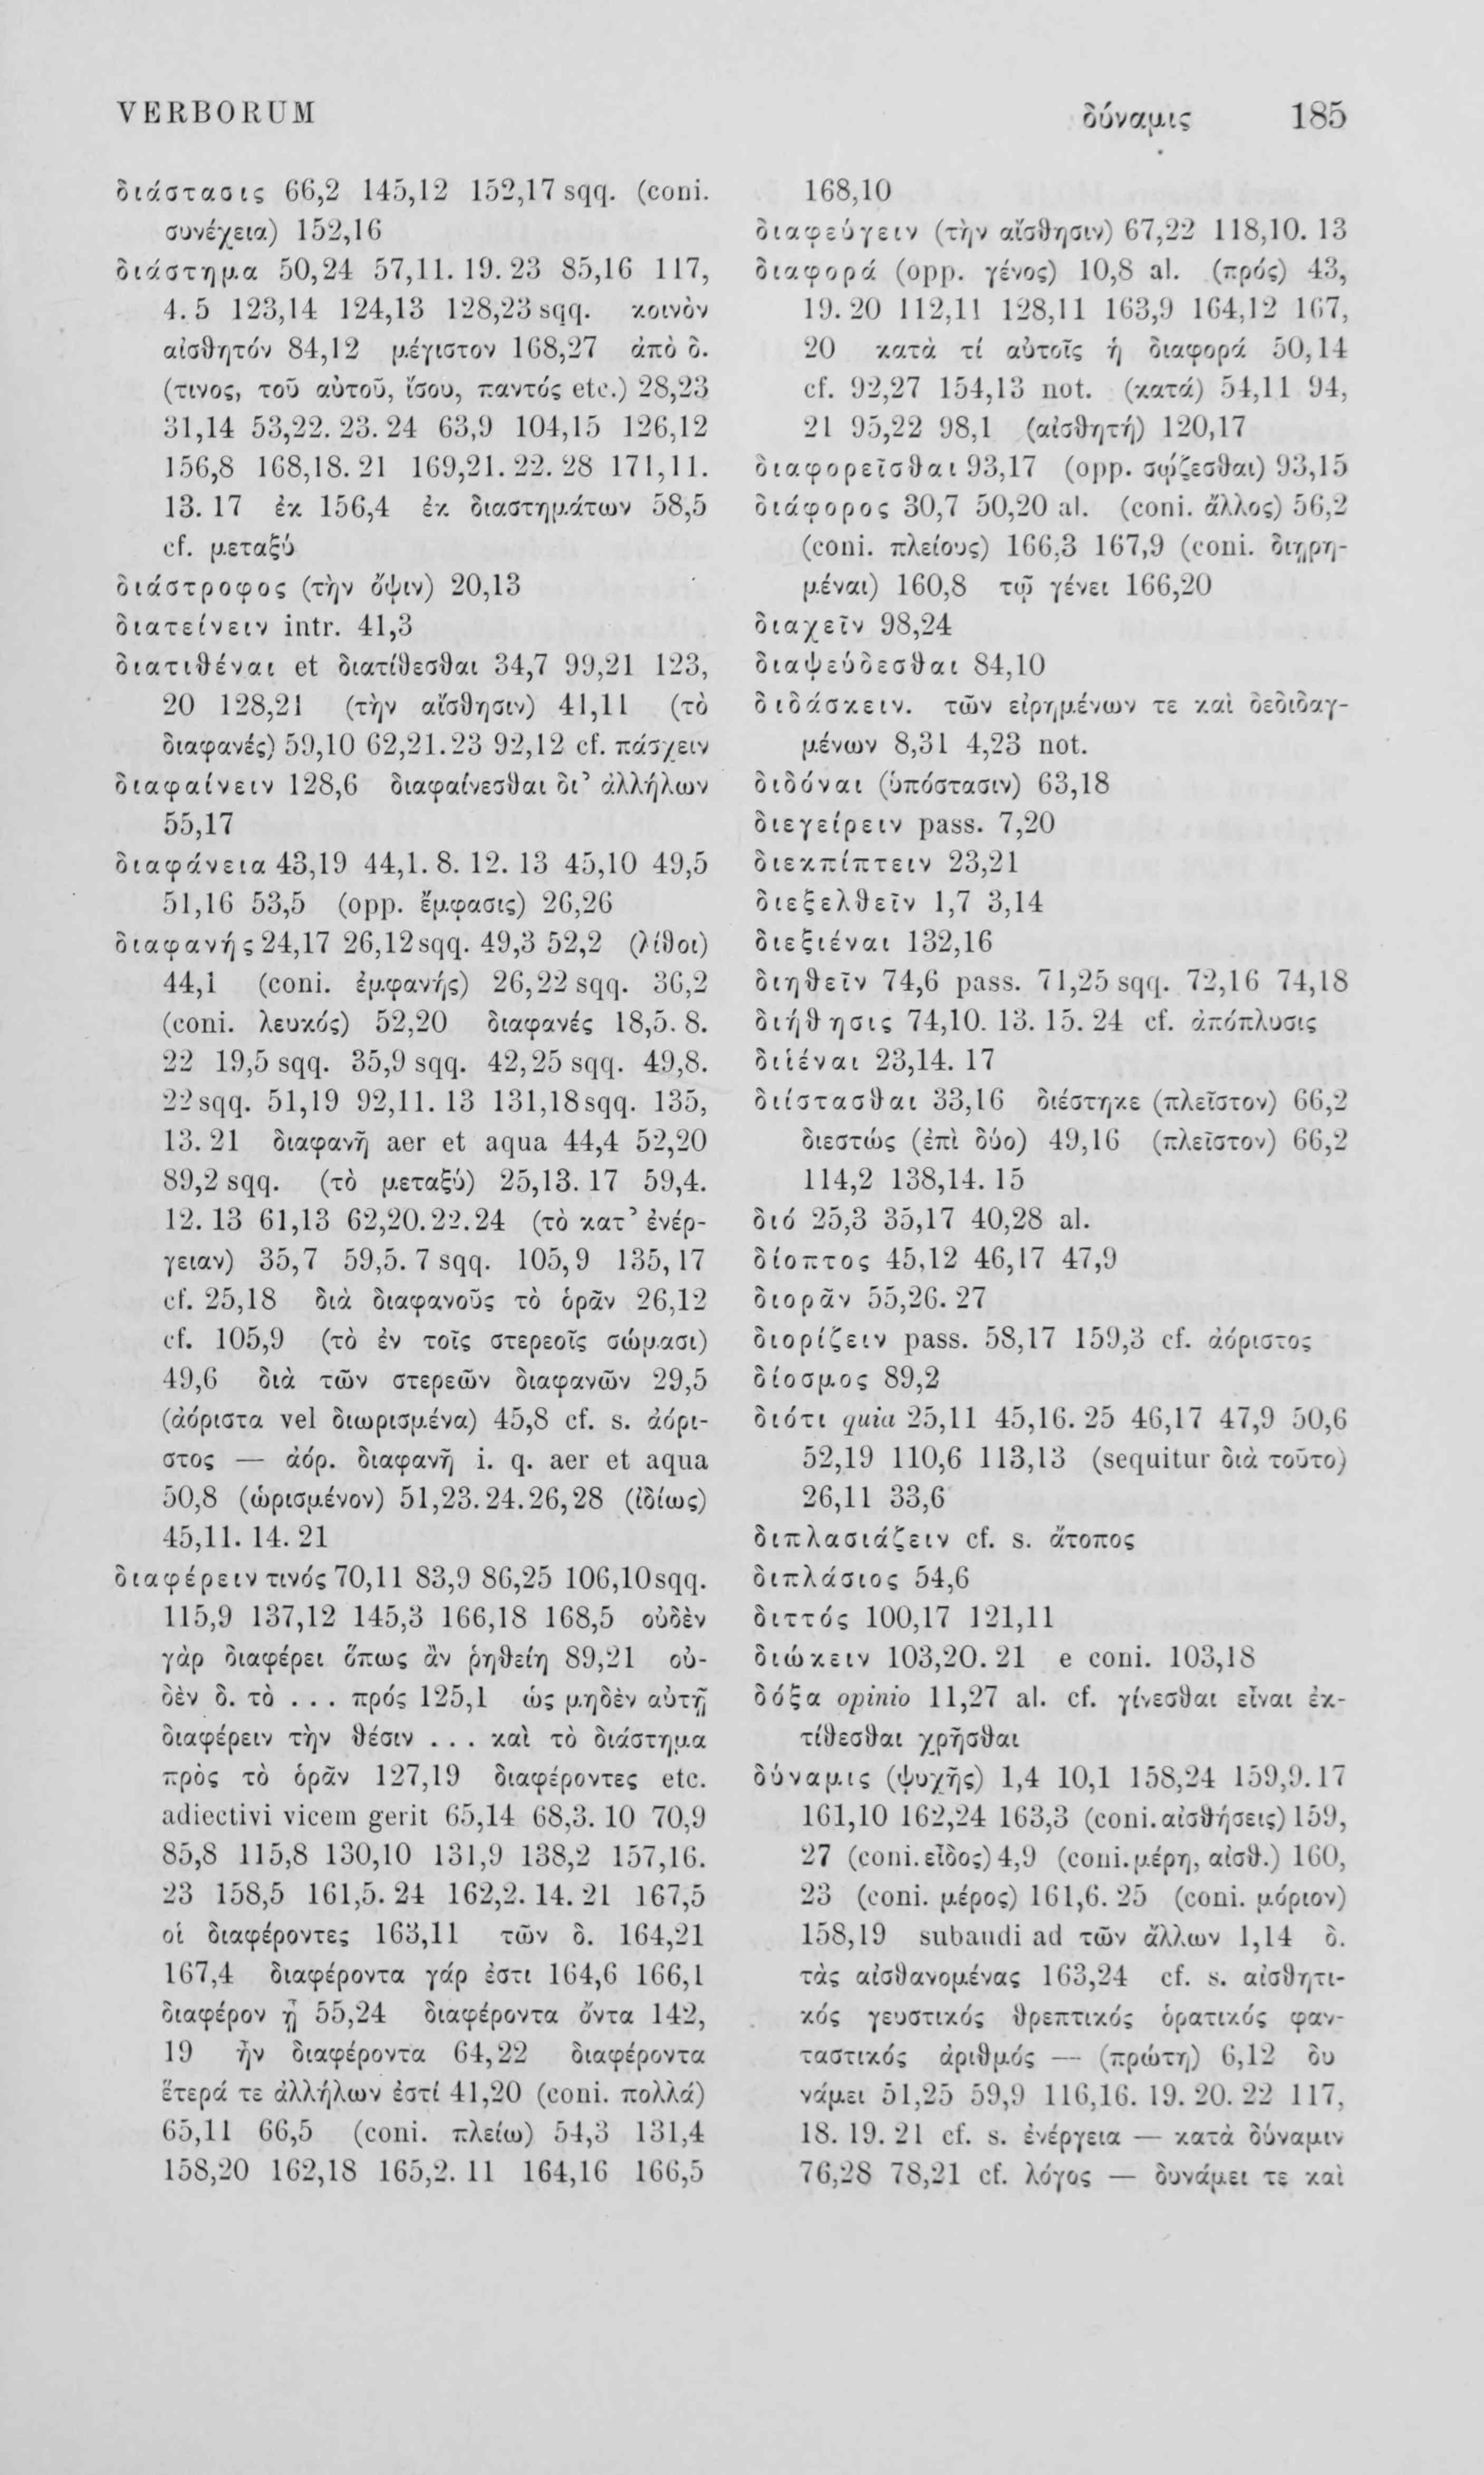 VERBORUM
δύναμις 185
διάστασις 66,2 145,12 152,17 sqq. (coni.
συνέχεια) 152,16
διάστημα 50,24 57,11. 19. 23 85,16 117,
4. 5 123,14 124,13 128,23 sqq. κοινὸν
αἰσθητόν 84,12 μέγιστον 168,27 ἀπὸ δ.
(τινος, τοῦ αὐτοῦ, ἴσου, παντός etc.) 28,23
31,14 53,22. 23. 24 63,9 104,15 126,12
156,8 168,18. 21 169,21. 22. 28 171,11.
13. 17 ἐκ 156,4 ἐκ διαστημάτων 58,5
cf. μεταξύ
διάστροφος (τὴν ὄψιν) 20,13
διατείνειν intr. 41,3
διατιθέναι et διατίθεσθαι 34,7 99,21 123,
20 128,21 (τὴν αἴσθησιν) 41,11 (τὸ
διαφανές) 59,10 62,21. 23 92,12 cf. πάσχειν
διαφαίνειν 128,6 διαφαίνεσθαι δι’ ἀλλήλων
55,17
διαφάνεια 43,19 44,1. 8. 12. 13 45,10 49,5
51,16 53,5 (opp. ἔμφασις) 26,26
διαφανής 24,17 26,12 sqq. 49,3 52,2 (λίθοι)
44,1 (coni. ἐμφανής) 26,22 sqq. 36,2
(coni. λευκός) 52,20 διαφανές 18,5. 8.
22 19,5 sqq. 35,9 sqq. 42,25 sqq. 49,8.
22 sqq. 51,19 92,11. 13 131,18 sqq. 135,
13. 21 διαφανῆ aer et aqua 44,4 52,20
89,2 sqq. (τὸ μεταξύ) 25,13. 17 59,4.
12. 13 61,13 62,20. 22. 24 (τὸ κατ’ ἐνέρ-
γειαν) 35,7 59,5. 7 sqq. 105,9 135,17
cf. 25,18 διὰ διαφανοῦς τὸ ὁρᾶν 26,12
cf. 105,9 (τὸ ἐν τοῖς στερεοῖς σώμασι)
49,6 διὰ τῶν στερεῶν διαφανῶν 29,5
(ἀόριστα vel διωρισμένα) 45,8 cf. s. ἀόρι-
στος — ἀόρ. διαφανῆ i. q. aer et aqua
50,8 (ὡρισμένον) 51,23. 24. 26, 28 (ἰδίως)
45,11. 14. 21
διαφέρειν τινός 70,11 83,9 86,25 106,10 sqq.
115,9 137,12 145,3 166,18 168,5 οὐδὲν
γὰρ διαφέρει ὅπως ἂν ῥηθείη 89,21 οὐ-
δὲν δ. τὸ . . . πρός 125,1 ὡς μηδὲν αὐτῇ
διαφέρειν τὴν θέσιν . . . καὶ τὸ διάστημα
πρὸς τὸ ὁρᾶν 127,19 διαφέροντες etc.
adiectivi vicem gerit 65,14 68,3. 10 70,9
85,8 115,8 130,10 131,9 138,2 157,16.
23 158,5 161,5. 24 162,2. 14. 21 167,5
οἱ διαφέροντες 163,11 τῶν δ. 164,21
167,4 διαφέροντα γάρ ἐστι 164,6 166,1
διαφέρον ᾖ 55,24 διαφέροντα ὄντα 142,
19 ἦν διαφέροντα 64,22 διαφέροντα
ἕτερά τε ἀλλήλων ἐστί 41,20 (coni. πολλά)
65,11 66,5 (coni. πλείω) 54,3 131,4
158,20 162,18 165,2. 11 164,16 166,5
168,10
διαφεύγειν (τὴν αἴσθησιν) 67,22 118,10. 13
διαφορά (opp. γένος) 10,8 al. (πρός) 43,
19. 20 112,11 128,11 163,9 164,12 167,
20 κατὰ τί αὐτοῖς ἡ διαφορά 50,14
cf. 92,27 154,13 not. (κατά) 54,11 94,
21 95,22 98,1 (αἰσθητή) 120,17
διαφορεῖσθαι 93,17 (opp. σῴζεσθαι) 93,15
διάφορος 30,7 50,20 al. (coni. ἄλλος) 56,2
(coni. πλείους) 166,3 167,9 (coni. διῃρη-
μέναι) 160,8 τῷ γένει 166,20
διαχεῖν 98,24
διαψεύδεσθαι 84,10
διδάσκειν. τῶν εἰρημένων τε καὶ δεδιδαγ-
μένων 8,31 4,23 not.
διδόναι (ὑπόστασιν) 63,18
διεγείρειν pass. 7,20
διεκπίπτειν 23,21
διεξελθεῖν 1,7 3,14
διεξιέναι 132,16
διηθεῖν 74,6 pass. 71,25 sqq. 72,16 74,18
διήθησις 74,10. 13. 15. 24 cf. ἀπόπλυσις
διιέναι 23,14. 17
διίστασθαι 33,16 διέστηκε (πλεῖστον) 66,2
διεστώς (ἐπὶ δύο) 49,16 (πλεῖστον) 66,2
114,2 138,14. 15
διό 25,3 35,17 40,28 al.
δίοπτος 45,12 46,17 47,9
διορᾶν 55,26. 27
διορίζειν pass. 58,17 159,3 cf. ἀόριστος
δίοσμος 89,2
διότι quia 25,11 45,16. 25 46,17 47,9 50,6
52,19 110,6 113,13 (sequitur διὰ τοῦτο)
26,11 33,6
διπλασιάζειν cf. s. ἄτοπος
διπλάσιος 54,6
διττός 100,17 121,11
διώκειν 103,20. 21 e coni. 103,18
δόξα opinio 11,27 al. cf. γίνεσθαι εἶναι ἐκ-
τίθεσθαι χρῆσθαι
δύναμις (ψυχῆς) 1,4 10,1 158,24 159,9. 17
161,10 162,24 163,3 (coni. αἰσθήσεις) 159,
27 (coni. εἶδος) 4,9 (coni. μέρη, αἰσθ.) 160,
23 (coni. μέρος) 161,6. 25 (coni. μόριον)
158,19 subaudi ad τῶν ἄλλων 1,14 δ.
τὰς αἰσθανομένας 163,24 cf. s. αἰσθητι-
κός γευστικός θρεπτικός ὁρατικός φαν-
ταστικός ἀριθμός — (πρώτη) 6,12 δυ
νάμει 51,25 59,9 116,16. 19. 20. 22 117,
18. 19. 21 cf. s. ἐνέργεια — κατὰ δύναμιν
76,28 78,21 cf. λόγος — δυνάμει τε καὶ